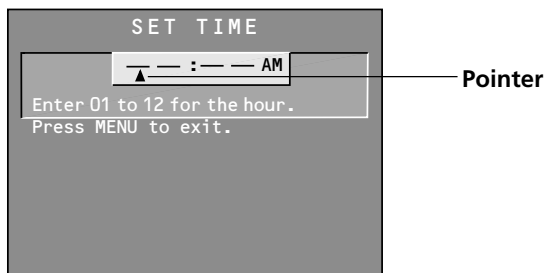 SET TIME
— — : — — AM
Pointer
Enter 01 to 12 for the hour.
Press MENU to exit.